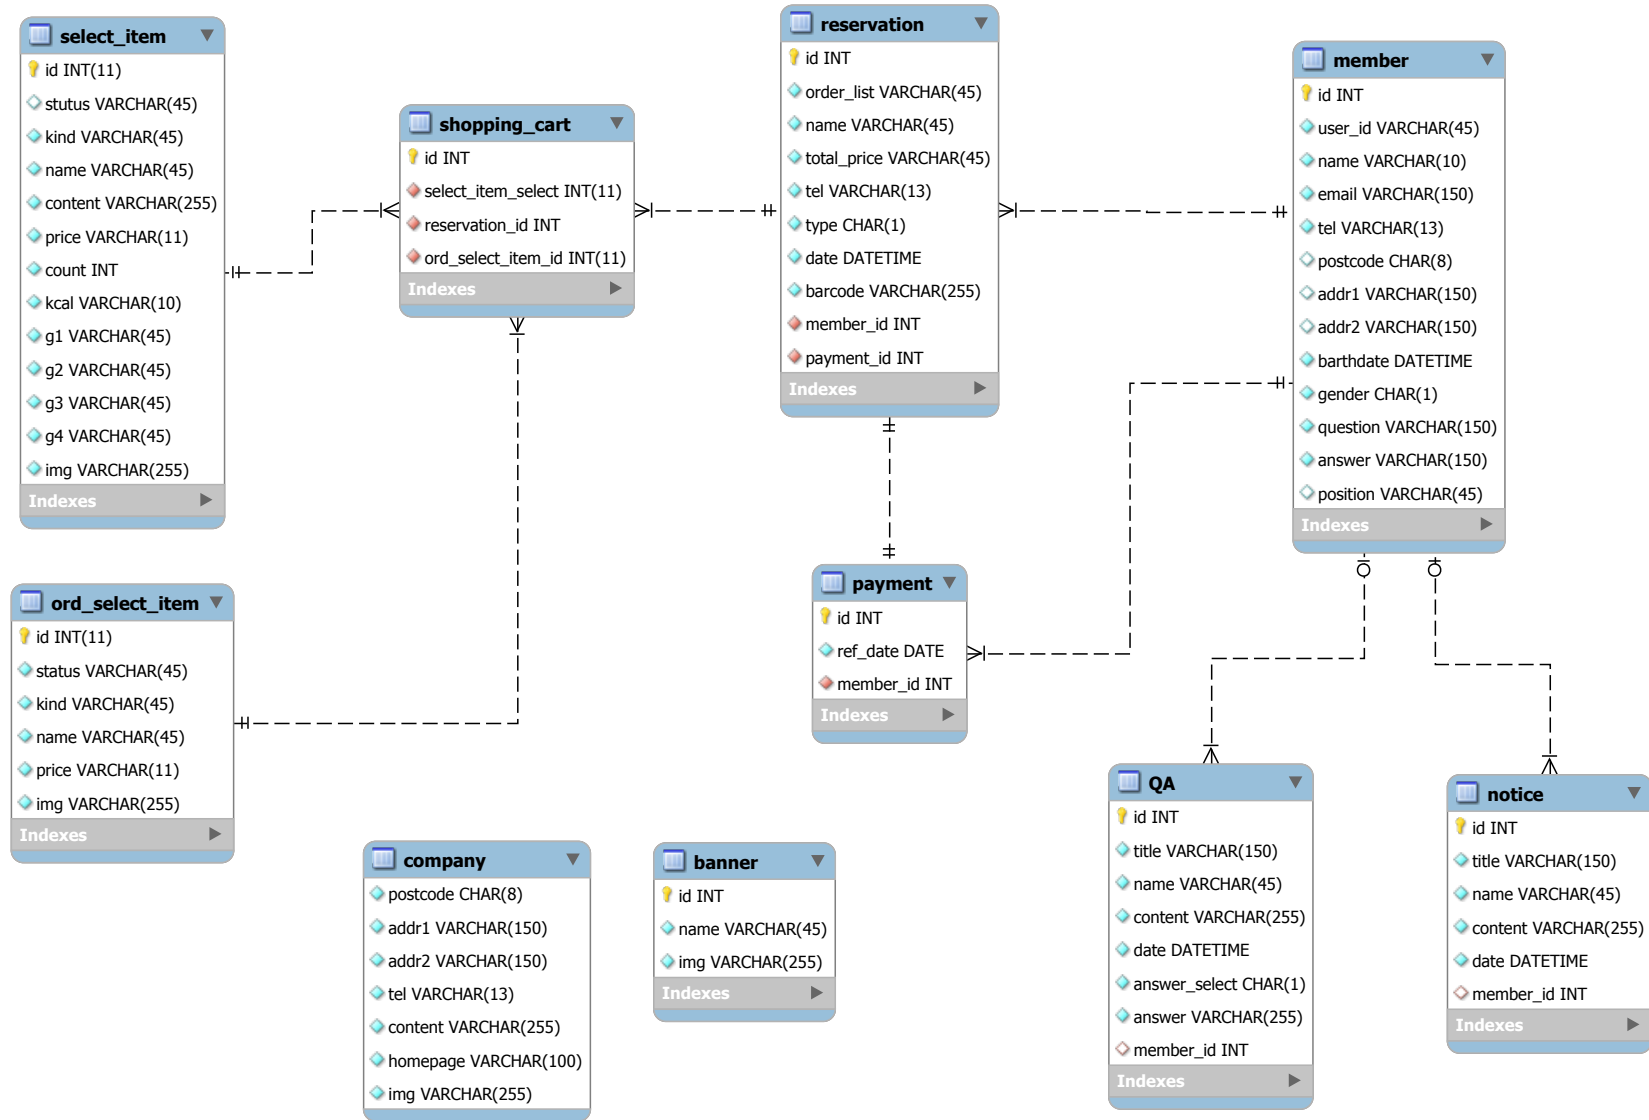 select_item
id INT(11)
stutus VARCHAR(45)
kind VARCHAR(45)
name VARCHAR(45)
content VARCHAR(255)
price VARCHAR(11)
count INT
kcal VARCHAR(10)
g1 VARCHAR(45)
g2 VARCHAR(45)
g3 VARCHAR(45)
g4 VARCHAR(45)
img VARCHAR(255)
Indexes
shopping_cart
id INT
select_item_select INT(11)
reservation_id INT
ord_select_item_id INT(11)
Indexes
reservation
id INT
order_list VARCHAR(45)
name VARCHAR(45)
total_price VARCHAR(45)
tel VARCHAR(13)
type CHAR(1)
date DATETIME
barcode VARCHAR(255)
member_id INT
payment_id INT
Indexes
member
id INT
user_id VARCHAR(45)
name VARCHAR(10)
email VARCHAR(150)
tel VARCHAR(13)
postcode CHAR(8)
addr1 VARCHAR(150)
addr2 VARCHAR(150)
barthdate DATETIME
gender CHAR(1)
question VARCHAR(150)
answer VARCHAR(150)
position VARCHAR(45)
Indexes
ord_select_item
id INT(11)
status VARCHAR(45)
kind VARCHAR(45)
name VARCHAR(45)
price VARCHAR(11)
img VARCHAR(255)
Indexes
payment
id INT
ref_date DATE
member_id INT
Indexes
company
postcode CHAR(8)
addr1 VARCHAR(150)
addr2 VARCHAR(150)
tel VARCHAR(13)
content VARCHAR(255)
homepage VARCHAR(100)
img VARCHAR(255)
banner
id INT
name VARCHAR(45)
img VARCHAR(255)
Indexes
QA
id INT
title VARCHAR(150)
name VARCHAR(45)
content VARCHAR(255)
date DATETIME
answer_select CHAR(1)
answer VARCHAR(255)
member_id INT
Indexes
notice
id INT
title VARCHAR(150)
name VARCHAR(45)
content VARCHAR(255)
date DATETIME
member_id INT
Indexes